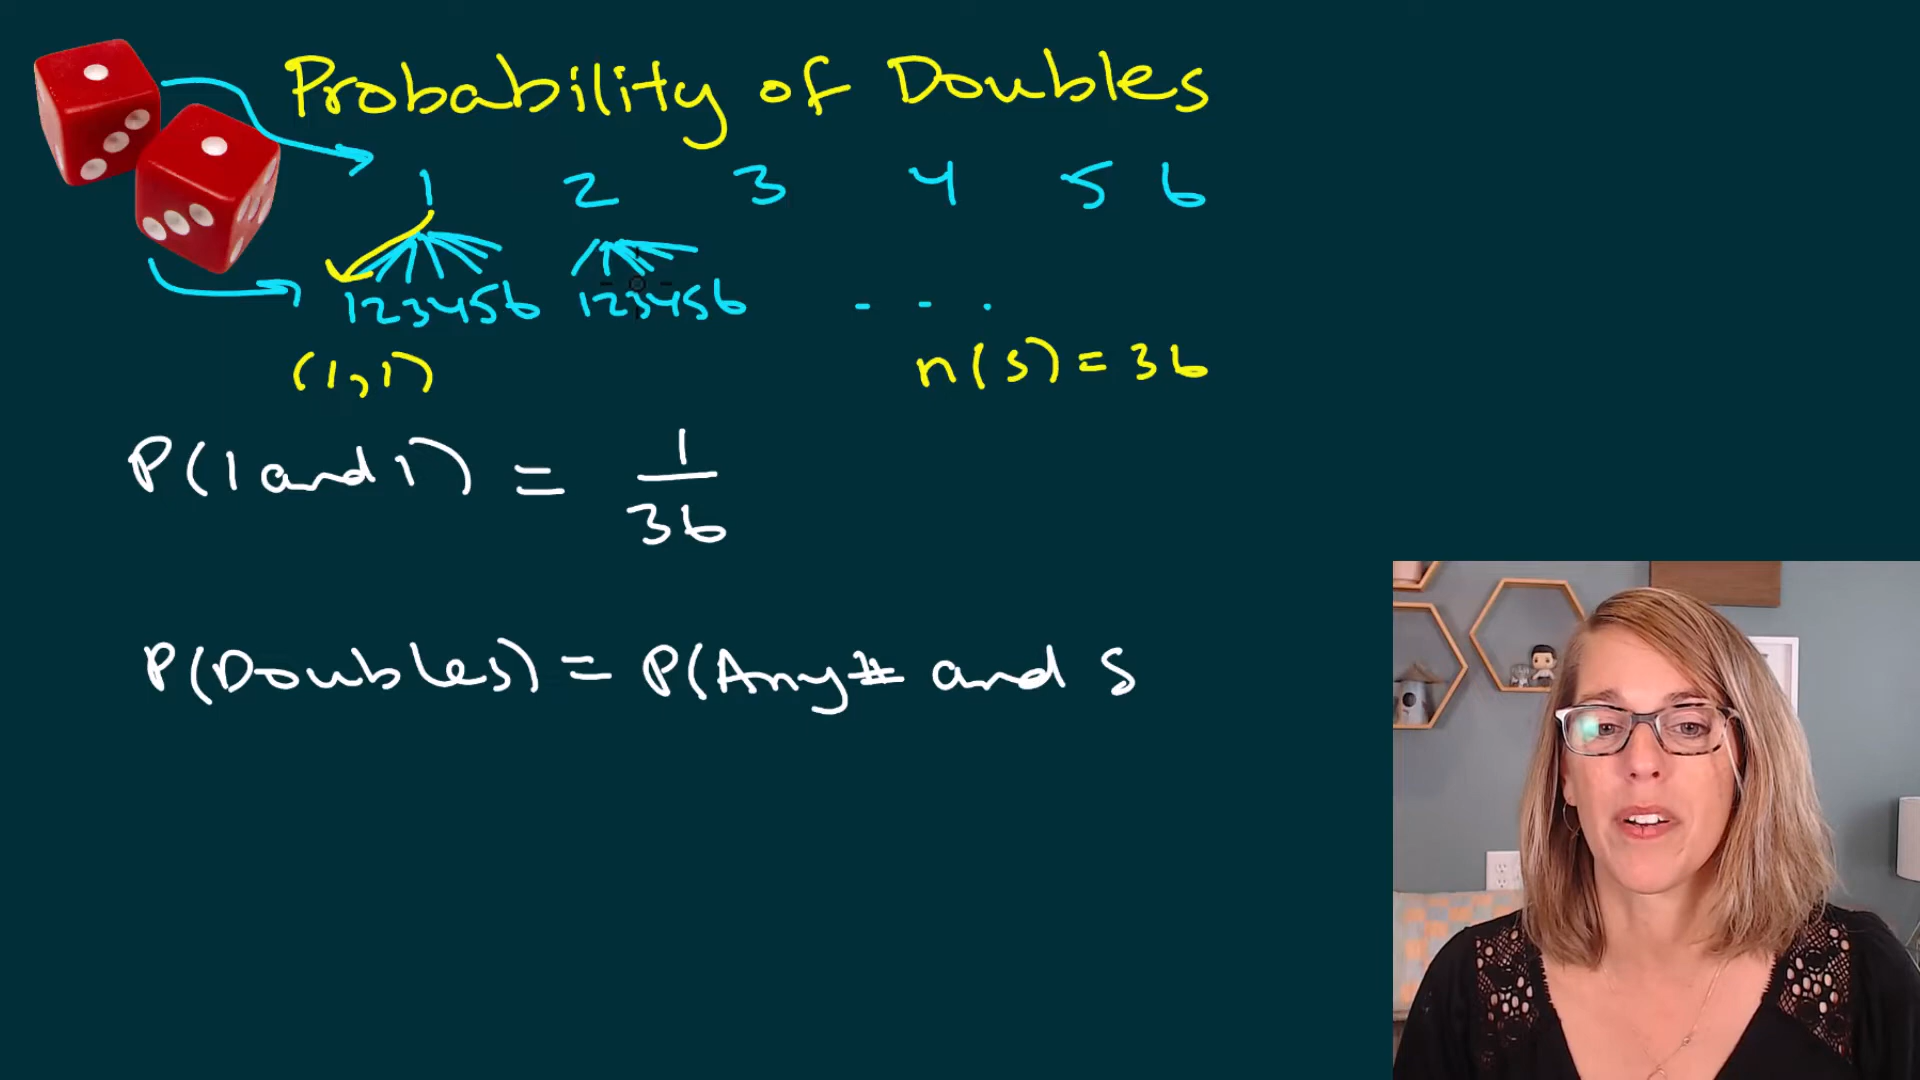 Probability of Doubles
1 2 3 4 5 6
123456 123456 . . .
(1,1) n(s)=36
P(1 and 1) = 1/36
P(Doubles) = P(Any# and S